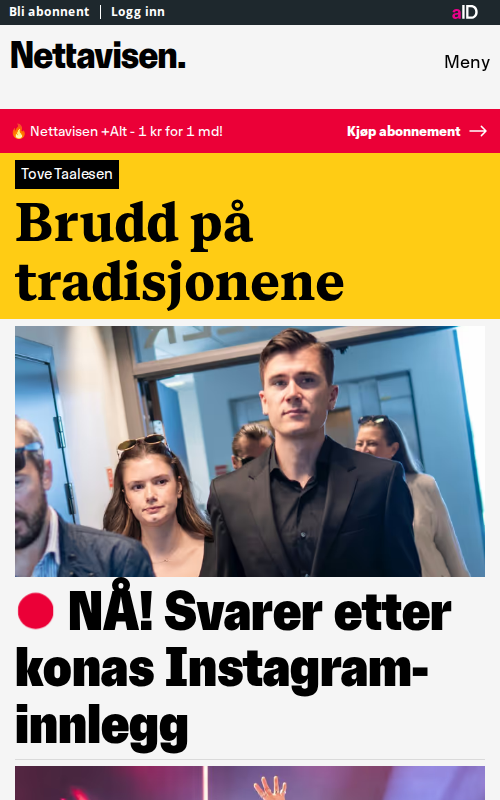 Bli abonnent | Logg inn
aID
Nettavisen.
Meny
🔥 Nettavisen +Alt - 1 kr for 1 md!
Kjøp abonnement →
Tove Taalesen
Brudd på
tradisjonene
NÅ! Svarer etter
konas Instagram-
innlegg